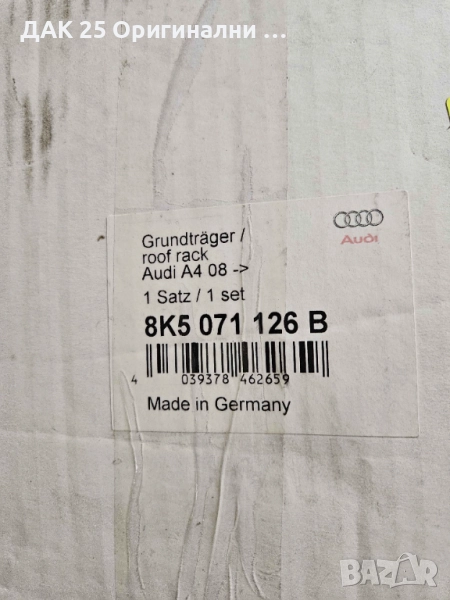 ДАК 25 Оригинални ...
Audi
Grundträger /
roof rack
Audi A4 08 ->
1 Satz / 1 set
8K5 071 126 B
4 039378 462659
Made in Germany
BAZAR